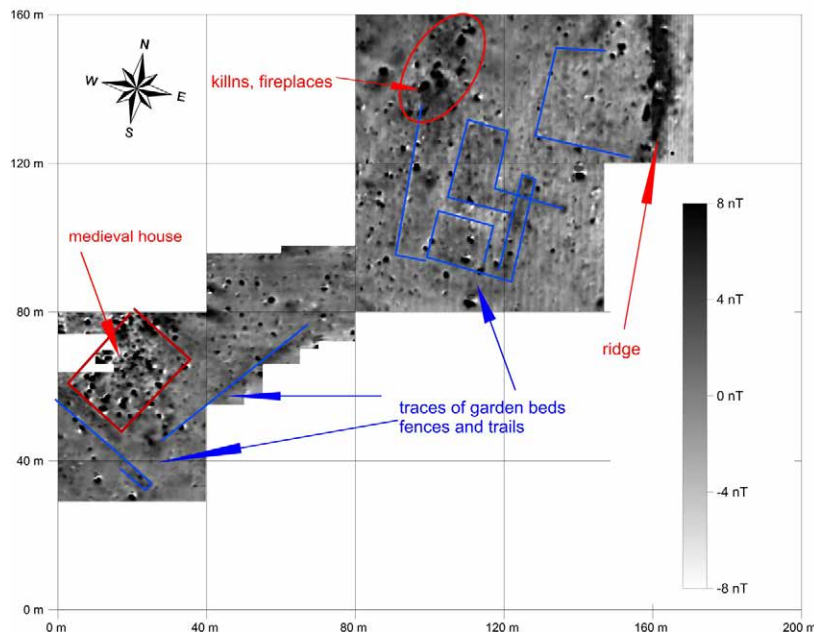 160 m
N
W
E
S
killns, fireplaces
120 m
8 nT
medieval house
4 nT
80 m
ridge
0 nT
traces of garden beds
fences and trails
40 m
-4 nT
-8 nT
0 m
0 m
40 m
80 m
120 m
160 m
200 m